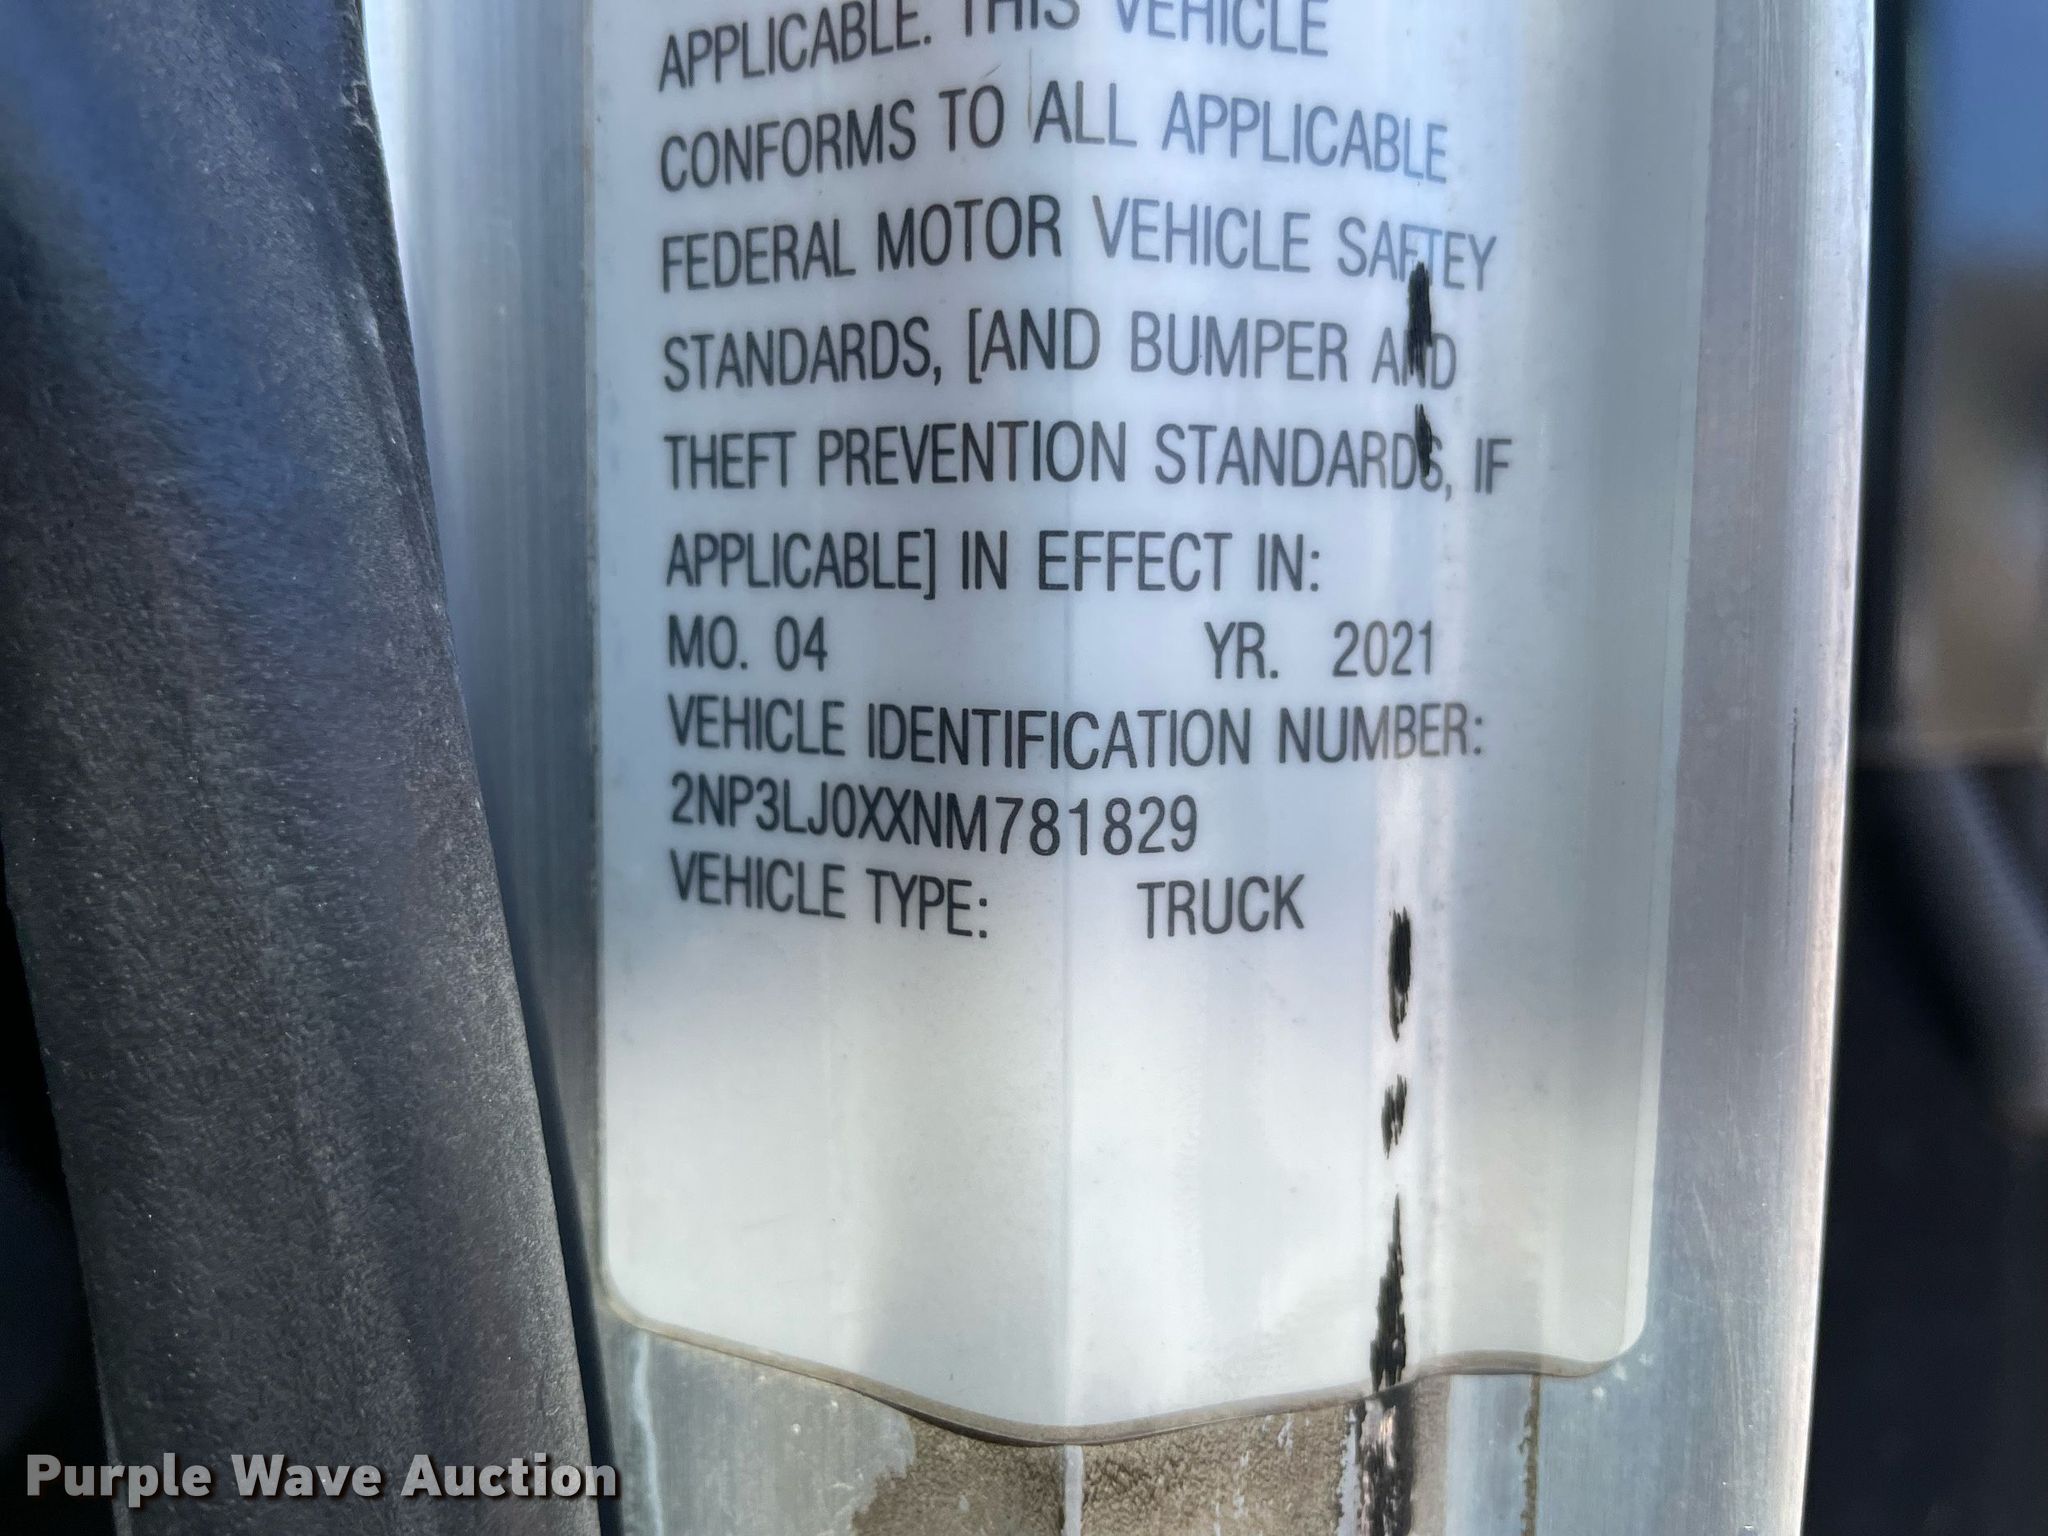 APPLICABLE. THIS VEHICLE
CONFORMS TO ALL APPLICABLE
FEDERAL MOTOR VEHICLE SAFTEY
STANDARDS, [AND BUMPER AND
THEFT PREVENTION STANDARDS, IF
APPLICABLE] IN EFFECT IN:
MO. 04 YR. 2021
VEHICLE IDENTIFICATION NUMBER:
2NP3LJ0XXNM781829
VEHICLE TYPE: TRUCK
Purple Wave Auction